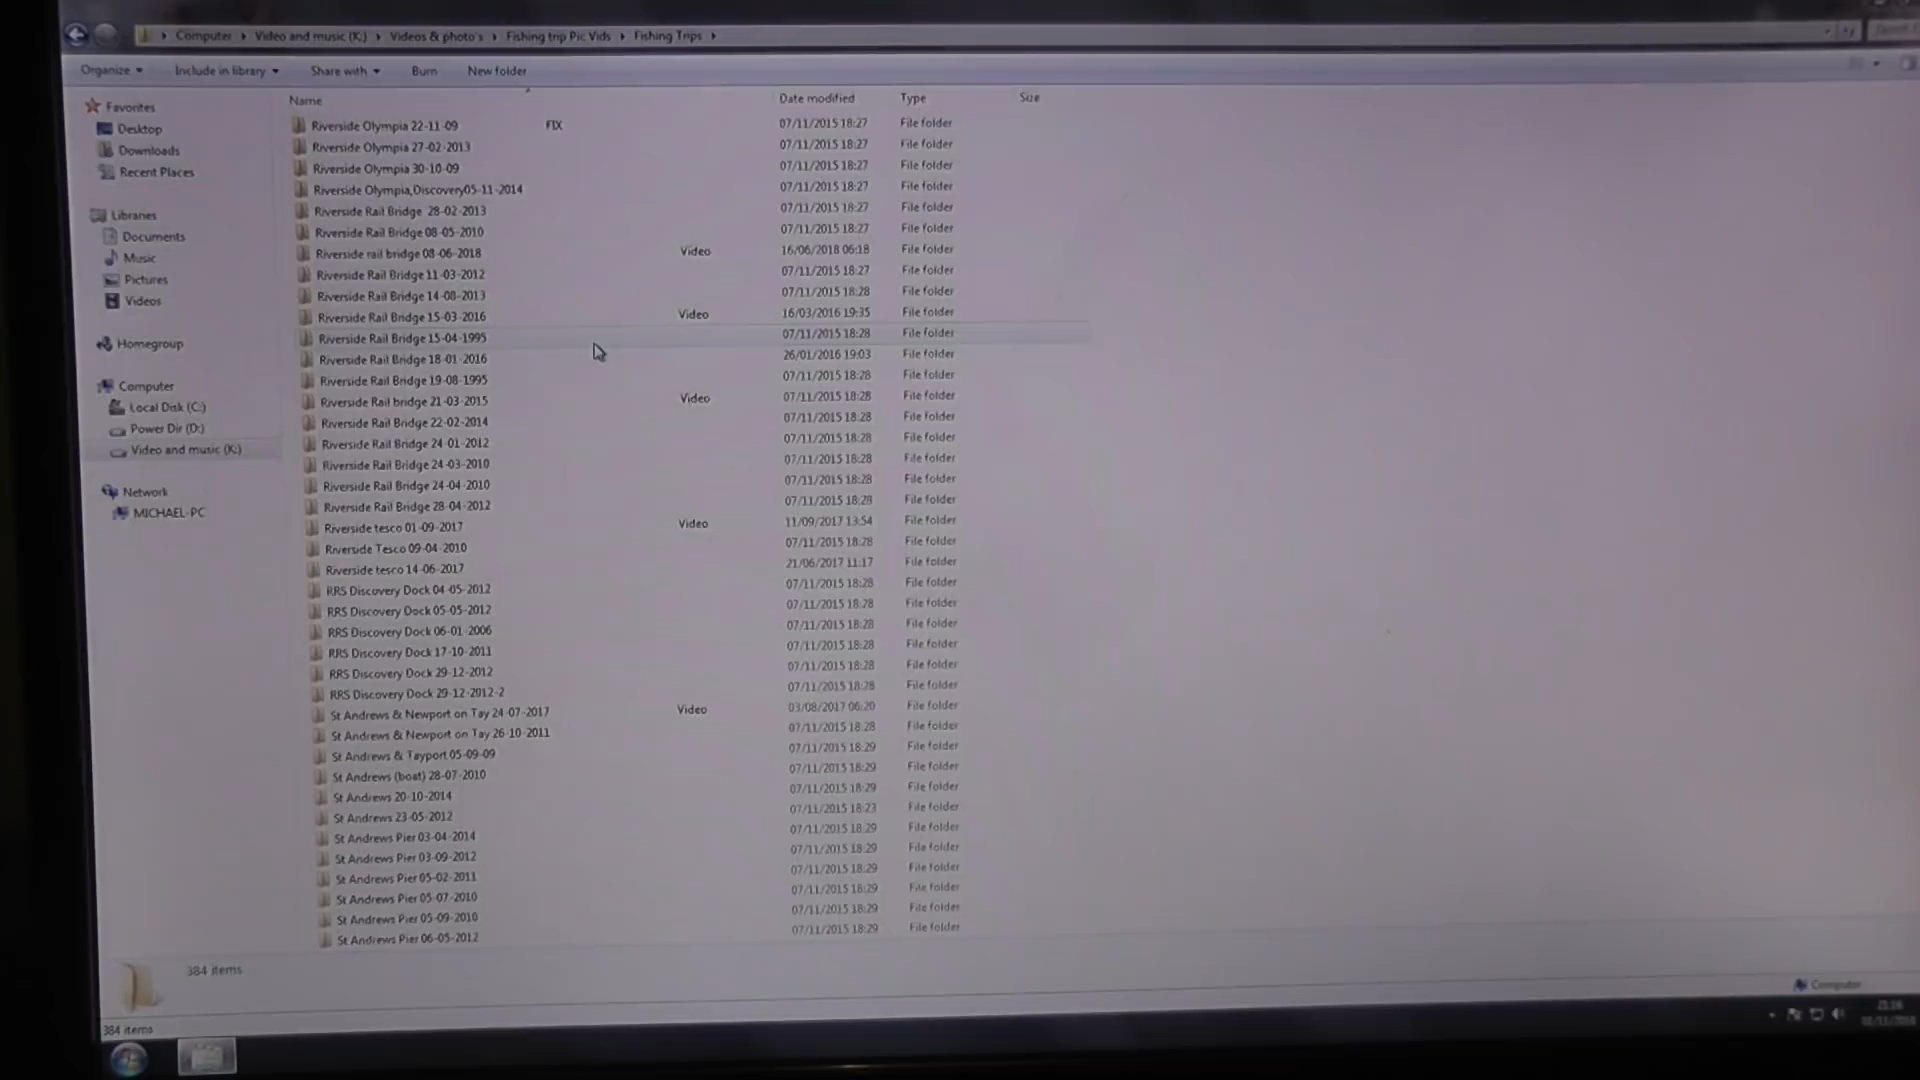 Computer Video and music (K:) Videos & photo's Fishing trip Pic Vids Fishing Trips
Organize Include in library Share with Burn New folder
Name Date modified Type Size
Favorites
Desktop
Downloads
Recent Places
Libraries
Documents
Music
Pictures
Videos
Homegroup
Computer
Local Disk (C:)
Power Dir (D:)
Video and music (K:)
Network
MICHAEL-PC
Riverside Olympia 22-11-09 FIX 07/11/2015 18:27 File folder
Riverside Olympia 27-02-2013 07/11/2015 18:27 File folder
Riverside Olympia 30-10-09 07/11/2015 18:27 File folder
Riverside Olympia,Discovery05-11-2014 07/11/2015 18:27 File folder
Riverside Rail Bridge 28-02-2013 07/11/2015 18:27 File folder
Riverside Rail Bridge 08-05-2010 07/11/2015 18:27 File folder
Riverside rail bridge 08-06-2018 Video 16/06/2018 06:18 File folder
Riverside Rail Bridge 11-03-2012 07/11/2015 18:27 File folder
Riverside Rail Bridge 14-08-2013 07/11/2015 18:28 File folder
Riverside Rail Bridge 15-03-2016 Video 16/03/2016 19:35 File folder
Riverside Rail Bridge 15-04-1995 07/11/2015 18:28 File folder
Riverside Rail Bridge 18-01-2016 26/01/2016 19:03 File folder
Riverside Rail Bridge 19-08-1995 07/11/2015 18:28 File folder
Riverside Rail bridge 21-03-2015 Video 07/11/2015 18:28 File folder
Riverside Rail Bridge 22-02-2014 07/11/2015 18:28 File folder
Riverside Rail Bridge 24-01-2012 07/11/2015 18:28 File folder
Riverside Rail Bridge 24-03-2010 07/11/2015 18:28 File folder
Riverside Rail Bridge 24-04-2010 07/11/2015 18:28 File folder
Riverside Rail Bridge 28-04-2012 07/11/2015 18:28 File folder
Riverside tesco 01-09-2017 Video 11/09/2017 13:54 File folder
Riverside Tesco 09-04-2010 07/11/2015 18:28 File folder
Riverside tesco 14-06-2017 21/06/2017 11:17 File folder
RRS Discovery Dock 04-05-2012 07/11/2015 18:28 File folder
RRS Discovery Dock 05-05-2012 07/11/2015 18:28 File folder
RRS Discovery Dock 06-01-2006 07/11/2015 18:28 File folder
RRS Discovery Dock 17-10-2011 07/11/2015 18:28 File folder
RRS Discovery Dock 29-12-2012 07/11/2015 18:28 File folder
RRS Discovery Dock 29-12-2012-2 07/11/2015 18:28 File folder
St Andrews & Newport on Tay 24-07-2017 Video 03/08/2017 06:20 File folder
St Andrews & Newport on Tay 26-10-2011 07/11/2015 18:28 File folder
St Andrews & Tayport 05-09-09 07/11/2015 18:29 File folder
St Andrews (boat) 28-07-2010 07/11/2015 18:29 File folder
St Andrews 20-10-2014 07/11/2015 18:29 File folder
St Andrews 23-05-2012 07/11/2015 18:23 File folder
St Andrews Pier 03-04-2014 07/11/2015 18:29 File folder
St Andrews Pier 03-09-2012 07/11/2015 18:29 File folder
St Andrews Pier 05-02-2011 07/11/2015 18:29 File folder
St Andrews Pier 05-07-2010 07/11/2015 18:29 File folder
St Andrews Pier 05-09-2010 07/11/2015 18:29 File folder
St Andrews Pier 06-05-2012 07/11/2015 18:29 File folder
384 items
Computer
384 items